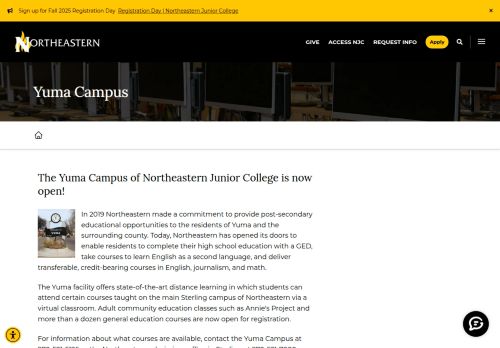 Sign up for Fall 2025 Registration Day Registration Day | Northeastern Junior College ×
NORTHEASTERN
GIVE ACCESS NJC REQUEST INFO Apply
Yuma Campus
The Yuma Campus of Northeastern Junior College is now
open!
In 2019 Northeastern made a commitment to provide post-secondary
educational opportunities to the residents of Yuma and the
surrounding county. Today, Northeastern has opened its doors to
enable residents to complete their high school education with a GED,
take courses to learn English as a second language, and deliver
transferable, credit-bearing courses in English, journalism, and math.
The Yuma facility offers state-of-the-art distance learning in which students can
attend certain courses taught on the main Sterling campus of Northeastern via a
virtual classroom. Adult community education classes such as Annie's Project and
more than a dozen general education courses are now open for registration.
For information about what courses are available, contact the Yuma Campus at